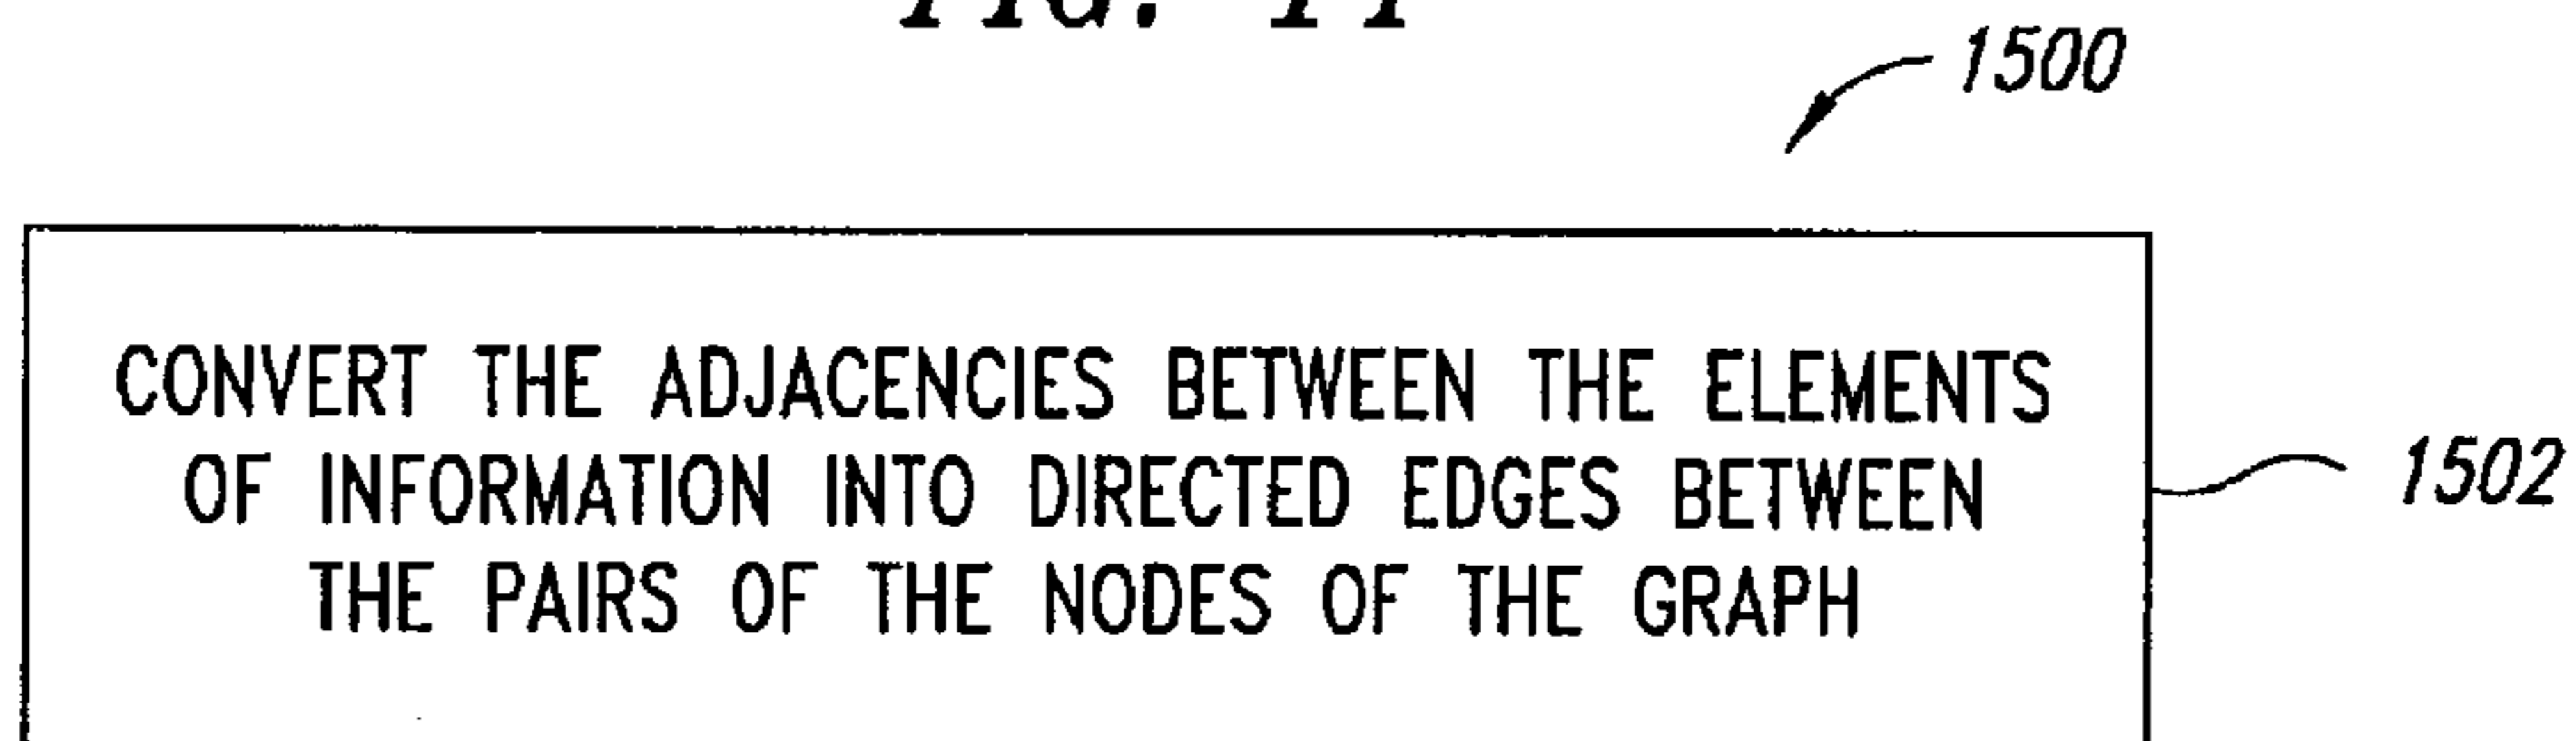 FIG.
1500
CONVERT THE ADJACENCIES BETWEEN THE ELEMENTS
OF INFORMATION INTO DIRECTED EDGES BETWEEN
1502
THE PAIRS OF THE NODES OF THE GRAPH